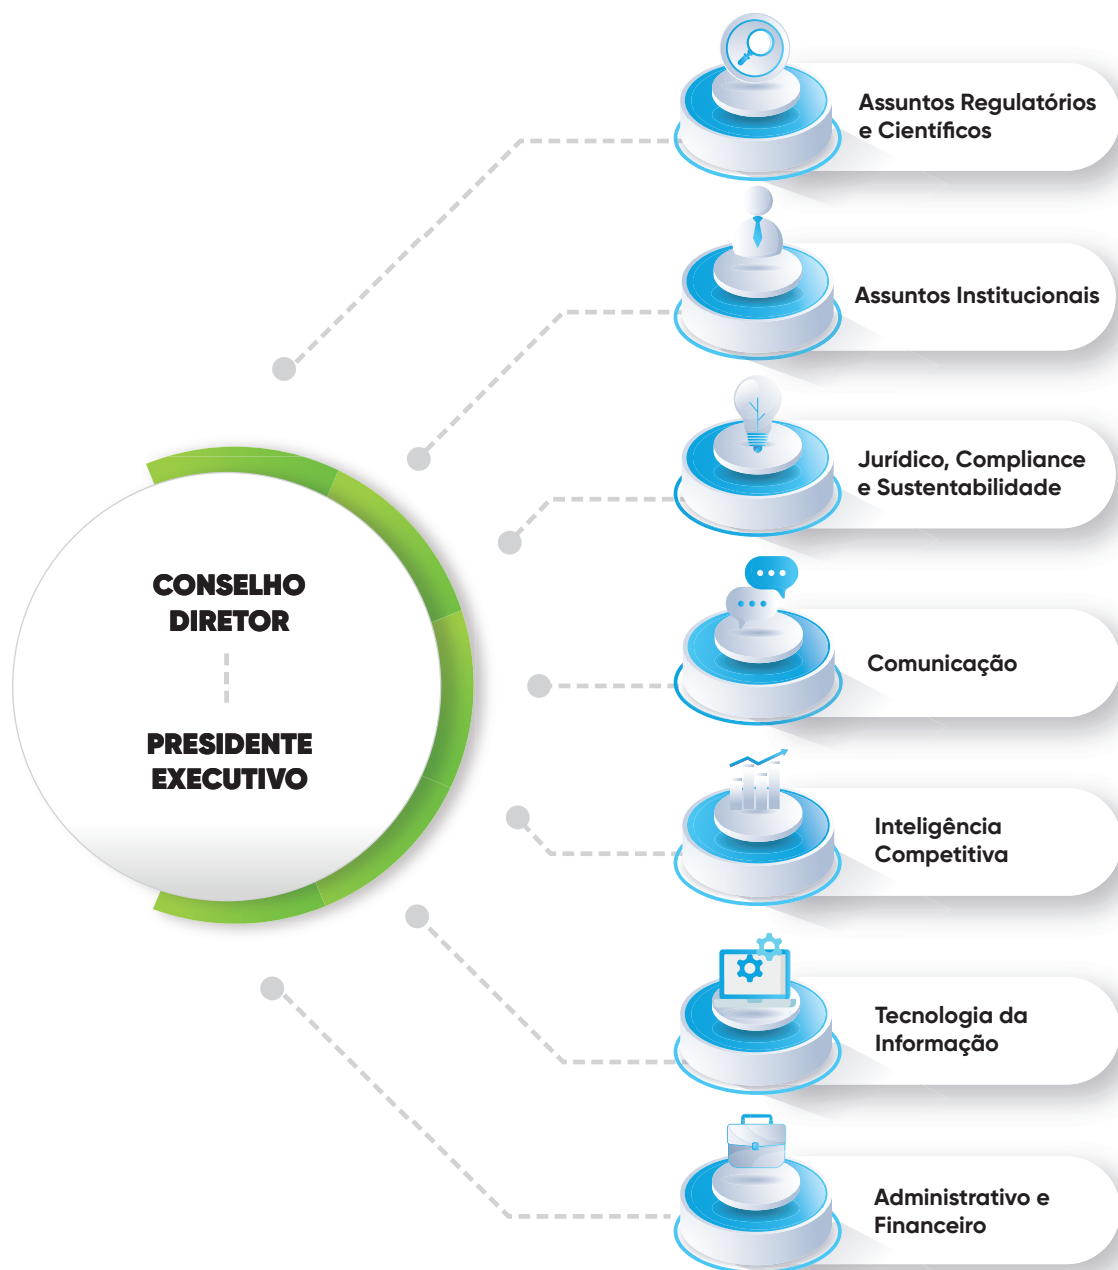 Assuntos Regulatórios
e Científicos
Assuntos Institucionais
Jurídico, Compliance
e Sustentabilidade
CONSELHO
DIRETOR
PRESIDENTE
EXECUTIVO
Comunicação
Inteligência
Competitiva
Tecnologia da
Informação
Administrativo e
Financeiro